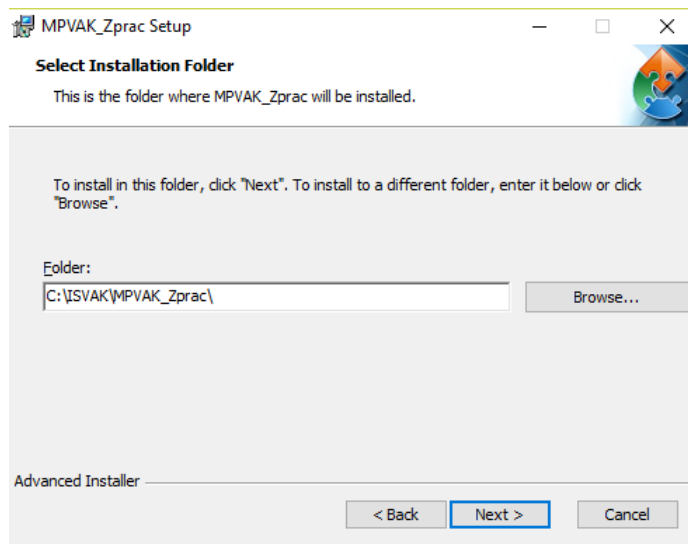 MPVAK_Zprac Setup
Select Installation Folder
This is the folder where MPVAK_Zprac will be installed.
To install in this folder, click "Next". To install to a different folder, enter it below or click
"Browse".
Folder:
C:\ISVAK\MPVAK_Zprac\
Browse...
Advanced Installer
< Back
Next >
Cancel